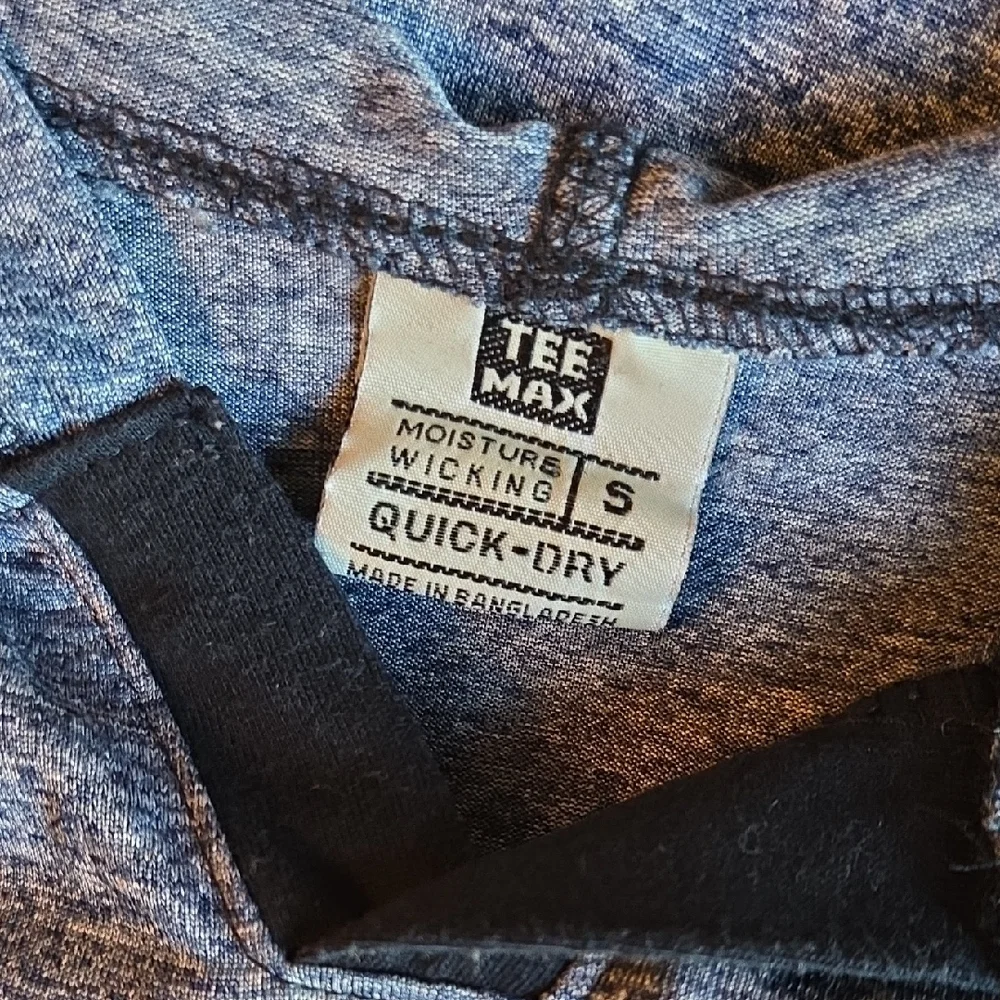 TEE
MAX
MOISTURE
WICKING
S
QUICK-DRY
MADE IN BANGLADESH